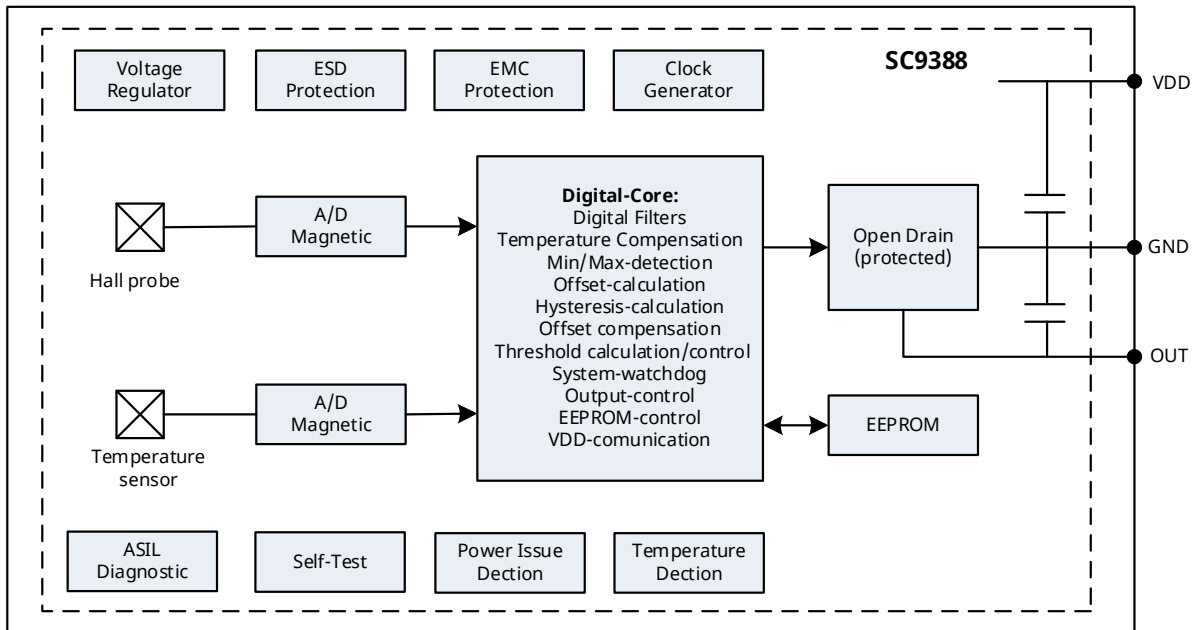 Voltage
Regulator
ESD
Protection
EMC
Protection
Clock
Generator
SC9388
VDD
Hall probe
A/D
Magnetic
Digital-Core:
Digital Filters
Temperature Compensation
Min/Max-detection
Offset-calculation
Hysteresis-calculation
Offset compensation
Threshold calculation/control
System-watchdog
Output-control
EEPROM-control
VDD-comunication
Open Drain
(protected)
GND
OUT
Temperature
sensor
A/D
Magnetic
EEPROM
ASIL
Diagnostic
Self-Test
Power Issue
Dection
Temperature
Dection